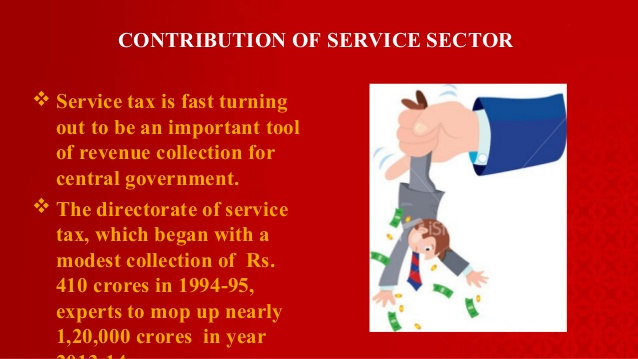 CONTRIBUTION OF SERVICE SECTOR
❖ Service tax is fast turning
out to be an important tool
of revenue collection for
central government.
❖ The directorate of service
tax, which began with a
modest collection of Rs.
410 crores in 1994-95,
experts to mop up nearly
1,20,000 crores in year